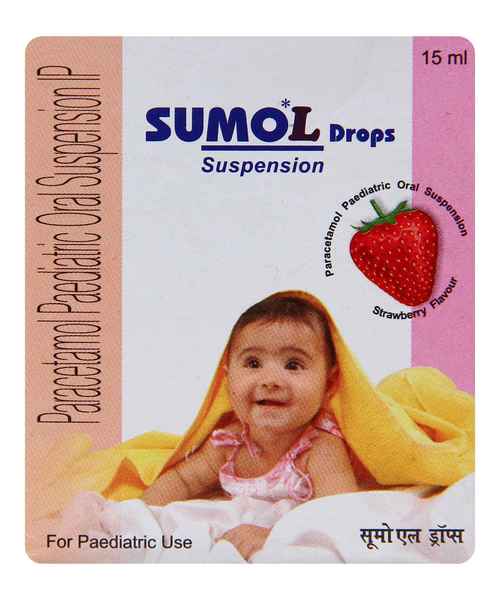 Paracetamol Paediatric Oral Suspension IP
15 ml
SUMO*L Drops
Suspension
Paracetamol Paediatric Oral Suspension
Strawberry Flavour
For Paediatric Use
सूमो एल ड्रॉप्स